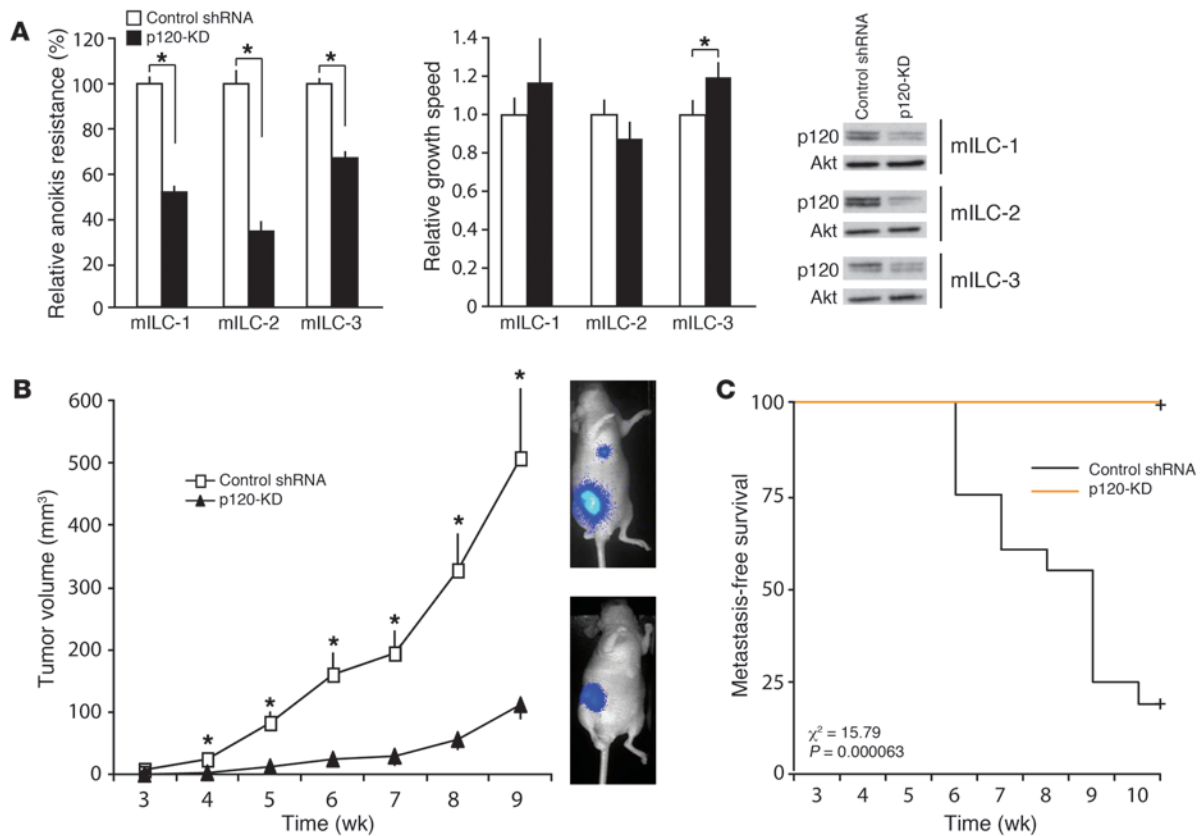 A
Control shRNA
p120-KD
Relative anoikis resistance (%)
120
100
80
60
40
20
0
*
*
*
mILC-1
mILC-2
mILC-3
Relative growth speed
1.4
1.2
1.0
0.8
0.6
0.4
0.2
0
*
mILC-1
mILC-2
mILC-3
Control shRNA
p120-KD
p120
Akt
mILC-1
p120
Akt
mILC-2
p120
Akt
mILC-3
B
Tumor volume (mm³)
600
500
400
300
200
100
0
Control shRNA
p120-KD
*
*
*
*
*
*
3 4 5 6 7 8 9
Time (wk)
C
Metastasis-free survival
100
75
50
25
0
Control shRNA
p120-KD
χ² = 15.79
P = 0.000063
3 4 5 6 7 8 9 10
Time (wk)